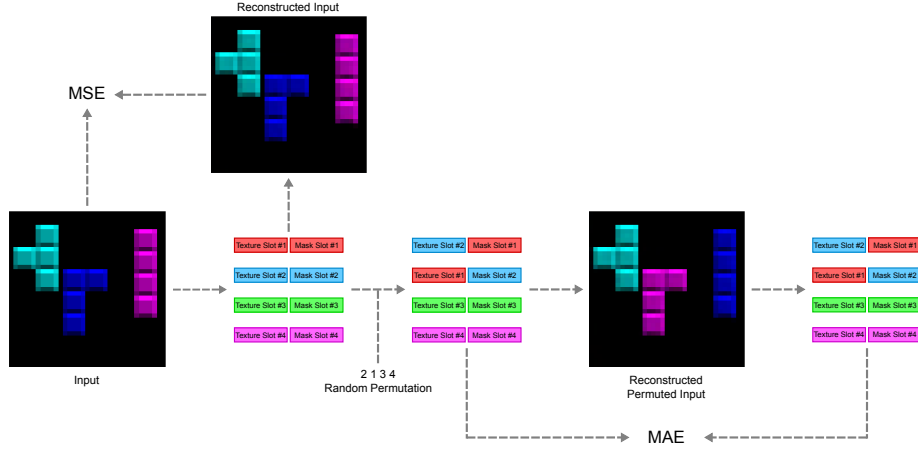 Reconstructed Input
MSE
Texture Slot #1 Mask Slot #1
Texture Slot #2 Mask Slot #2
Texture Slot #3 Mask Slot #3
Texture Slot #4 Mask Slot #4
Texture Slot #2 Mask Slot #1
Texture Slot #1 Mask Slot #2
Texture Slot #3 Mask Slot #3
Texture Slot #4 Mask Slot #4
Texture Slot #2 Mask Slot #1
Texture Slot #1 Mask Slot #2
Texture Slot #3 Mask Slot #3
Texture Slot #4 Mask Slot #4
Input
2 1 3 4
Random Permutation
Reconstructed
Permuted Input
MAE